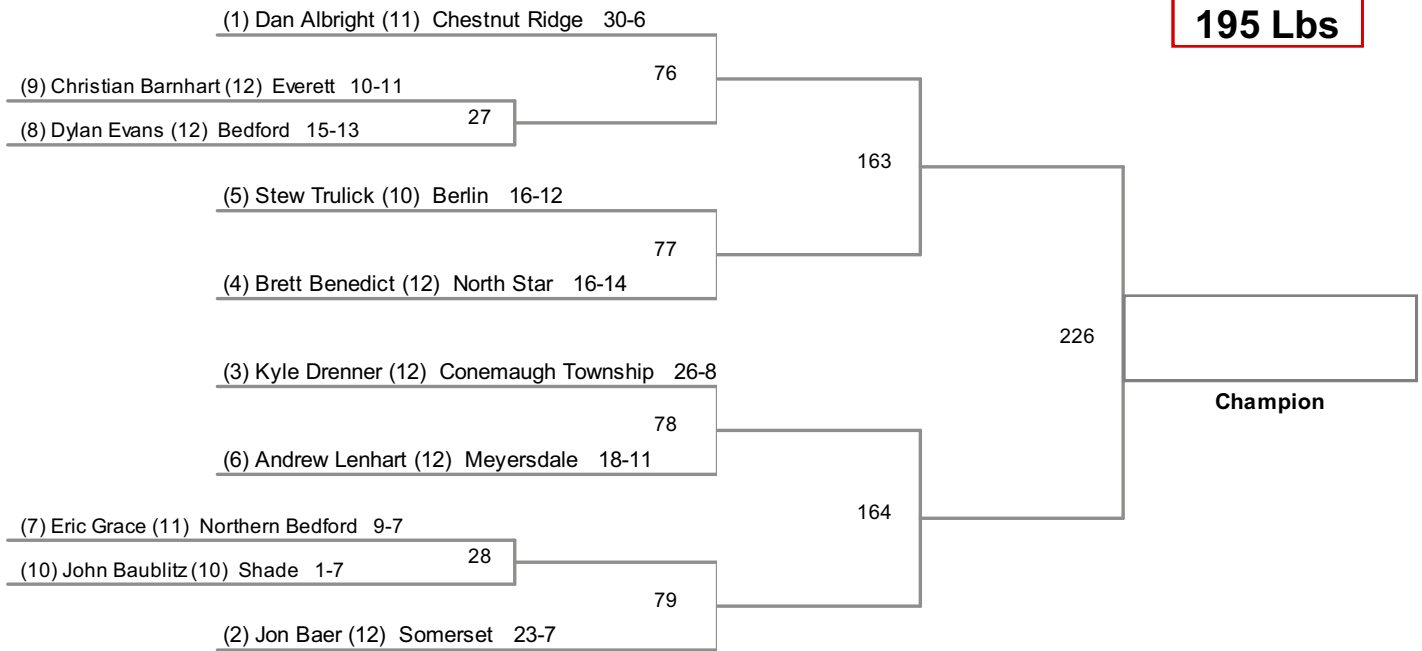 (1) Dan Albright (11) Chestnut Ridge 30-6
195 Lbs
76
(9) Christian Barnhart (12) Everett 10-11
27
(8) Dylan Evans (12) Bedford 15-13
163
(5) Stew Trulick (10) Berlin 16-12
77
(4) Brett Benedict (12) North Star 16-14
226
(3) Kyle Drenner (12) Conemaugh Township 26-8
Champion
78
(6) Andrew Lenhart (12) Meyersdale 18-11
164
(7) Eric Grace (11) Northern Bedford 9-7
28
(10) John Baublitz (10) Shade 1-7
79
(2) Jon Baer (12) Somerset 23-7